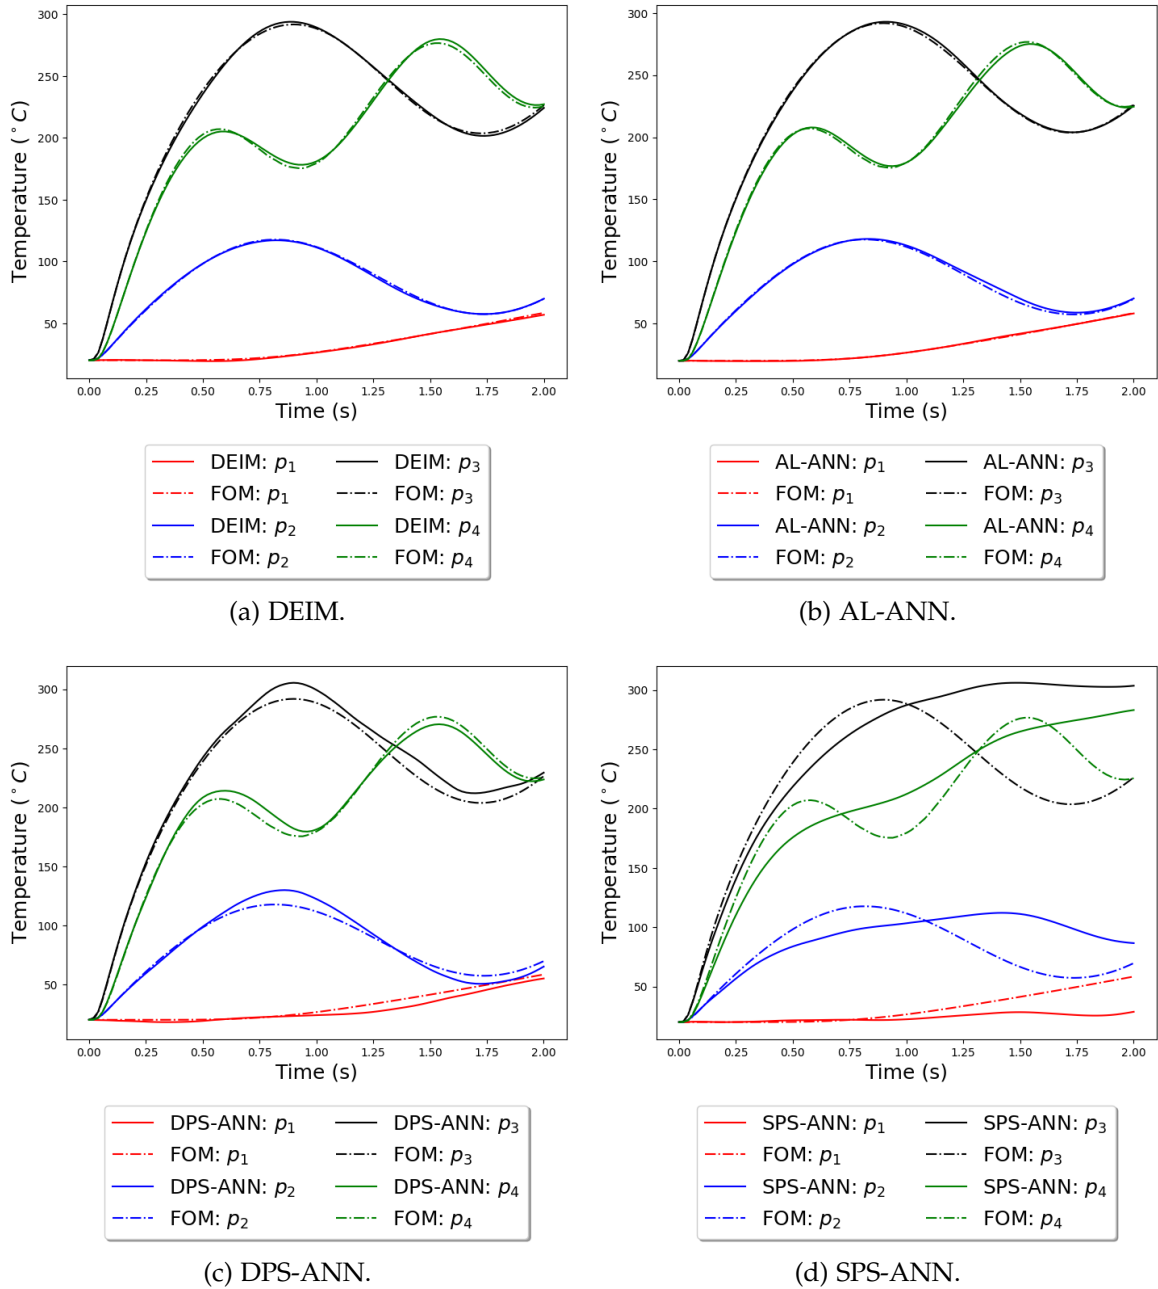 300
250
200
150
100
50
Temperature (°C)
0.00 0.25 0.50 0.75 1.00 1.25 1.50 1.75 2.00
Time (s)
DEIM: p₁ DEIM: p₃
FOM: p₁ FOM: p₃
DEIM: p₂ DEIM: p₄
FOM: p₂ FOM: p₄
(a) DEIM.
300
250
200
150
100
50
Temperature (°C)
0.00 0.25 0.50 0.75 1.00 1.25 1.50 1.75 2.00
Time (s)
AL-ANN: p₁ AL-ANN: p₃
FOM: p₁ FOM: p₃
AL-ANN: p₂ AL-ANN: p₄
FOM: p₂ FOM: p₄
(b) AL-ANN.
300
250
200
150
100
50
Temperature (°C)
0.00 0.25 0.50 0.75 1.00 1.25 1.50 1.75 2.00
Time (s)
DPS-ANN: p₁ DPS-ANN: p₃
FOM: p₁ FOM: p₃
DPS-ANN: p₂ DPS-ANN: p₄
FOM: p₂ FOM: p₄
(c) DPS-ANN.
300
250
200
150
100
50
Temperature (°C)
0.00 0.25 0.50 0.75 1.00 1.25 1.50 1.75 2.00
Time (s)
SPS-ANN: p₁ SPS-ANN: p₃
FOM: p₁ FOM: p₃
SPS-ANN: p₂ SPS-ANN: p₄
FOM: p₂ FOM: p₄
(d) SPS-ANN.